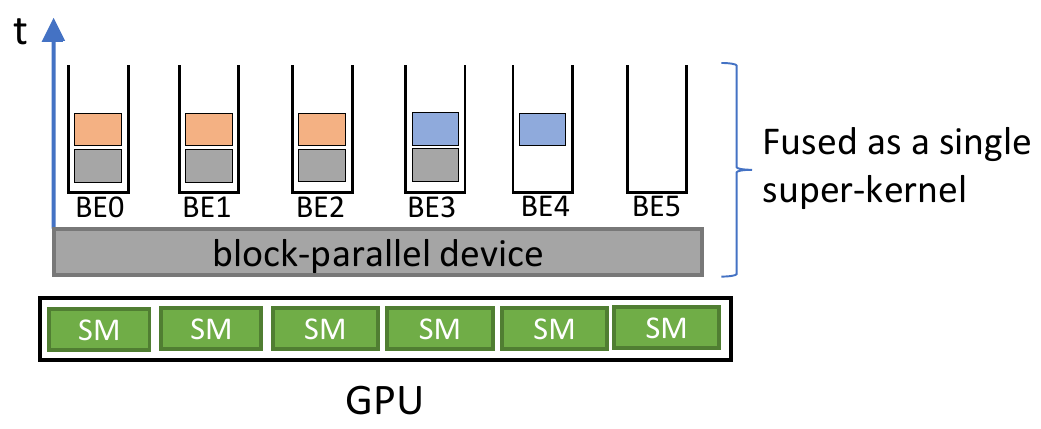 t
BE0 BE1 BE2 BE3 BE4 BE5
Fused as a single
super-kernel
block-parallel device
SM SM SM SM SM SM
GPU